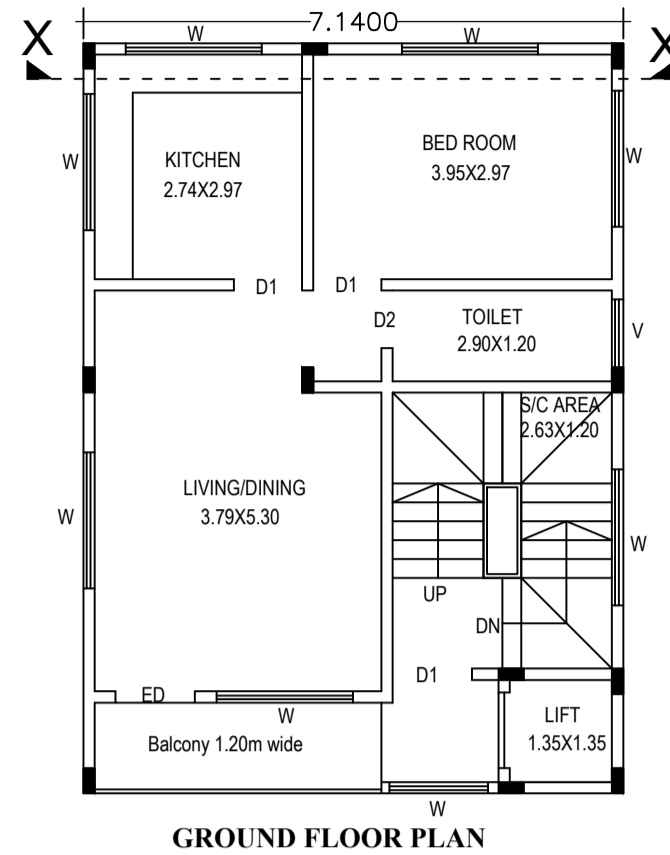 7.1400
X
X
W
W
KITCHEN
2.74X2.97
BED ROOM
3.95X2.97
W
W
D1
D1
D2
TOILET
2.90X1.20
V
S/C AREA
2.63X1.20
LIVING/DINING
3.79X5.30
W
W
UP
DN
D1
ED
W
LIFT
1.35X1.35
Balcony 1.20m wide
W
GROUND FLOOR PLAN